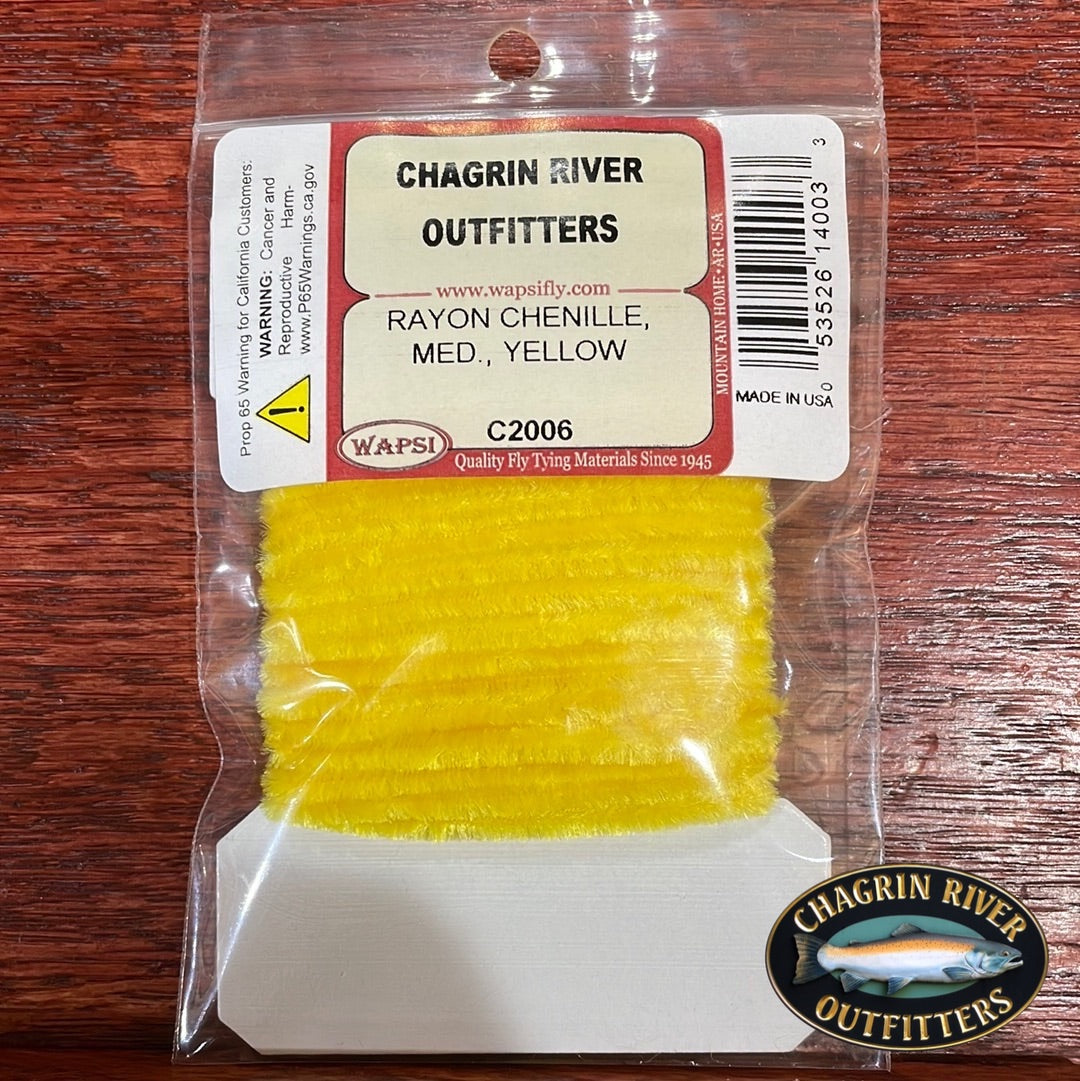 Prop 65 Warning for California Customers:
WARNING: Cancer and
Reproductive Harm-
www.P65Warnings.ca.gov
CHAGRIN RIVER
OUTFITTERS
www.wapsifly.com
RAYON CHENILLE,
MED., YELLOW
C2006
WAPSI
Quality Fly Tying Materials Since 1945
MOUNTAIN HOME•AR•USA
0 53526 14003 3
MADE IN USA
CHAGRIN RIVER
OUTFITTERS